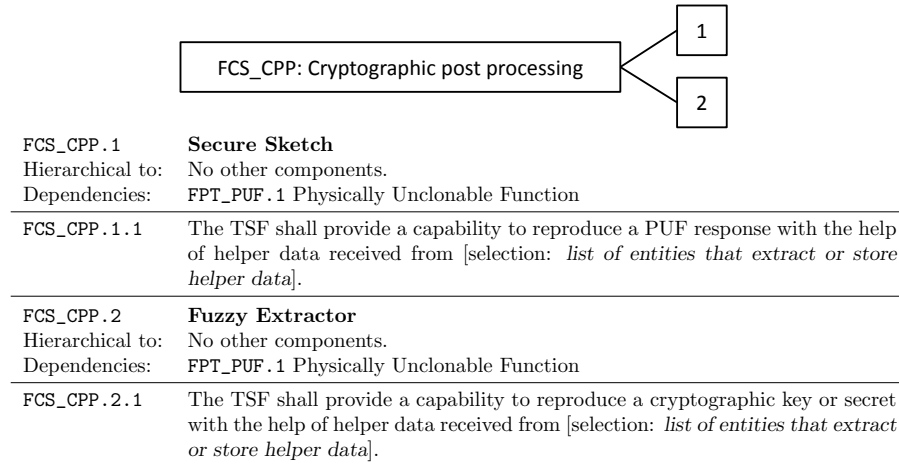 FCS_CPP: Cryptographic post processing
1
2
FCS_CPP.1 Secure Sketch
Hierarchical to: No other components.
Dependencies: FPT_PUF.1 Physically Unclonable Function
FCS_CPP.1.1 The TSF shall provide a capability to reproduce a PUF response with the help
of helper data received from [selection: list of entities that extract or store
helper data].
FCS_CPP.2 Fuzzy Extractor
Hierarchical to: No other components.
Dependencies: FPT_PUF.1 Physically Unclonable Function
FCS_CPP.2.1 The TSF shall provide a capability to reproduce a cryptographic key or secret
with the help of helper data received from [selection: list of entities that extract
or store helper data].